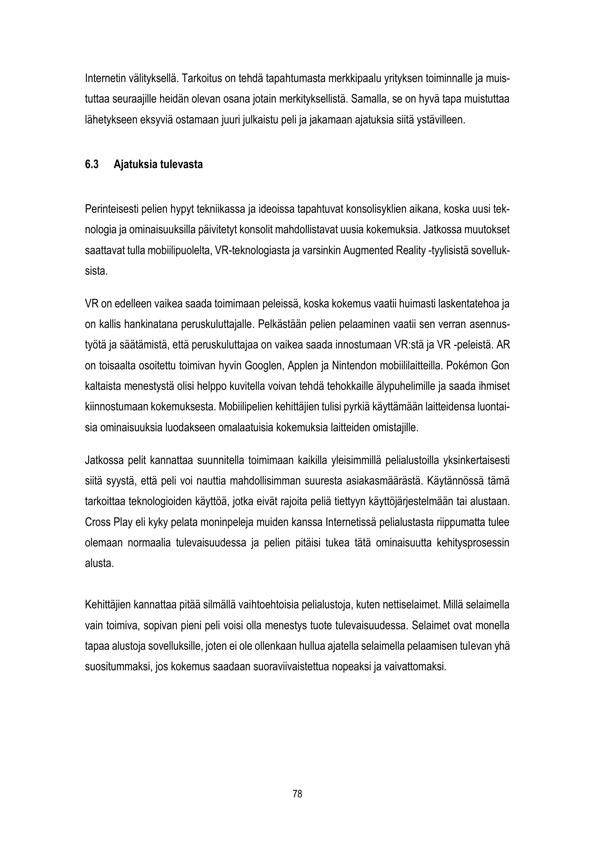 Internetin välityksellä. Tarkoitus on tehdä tapahtumasta merkkipaalu yrityksen toiminnalle ja muis-
tuttaa seuraajille heidän olevan osana jotain merkityksellistä. Samalla, se on hyvä tapa muistuttaa
lähetykseen eksyviä ostamaan juuri julkaistu peli ja jakamaan ajatuksia siitä ystävilleen.
6.3 Ajatuksia tulevasta
Perinteisesti pelien hypyt tekniikassa ja ideoissa tapahtuvat konsolisyklien aikana, koska uusi tek-
nologia ja ominaisuuksilla päivitetyt konsolit mahdollistavat uusia kokemuksia. Jatkossa muutokset
saattavat tulla mobiilipuolelta, VR-teknologiasta ja varsinkin Augmented Reality -tyylisistä sovelluk-
sista.
VR on edelleen vaikea saada toimimaan peleissä, koska kokemus vaatii huimasti laskentatehoa ja
on kallis hankinatana peruskuluttajalle. Pelkästään pelien pelaaminen vaatii sen verran asennus-
työtä ja säätämistä, että peruskuluttajaa on vaikea saada innostumaan VR:stä ja VR -peleistä. AR
on toisaalta osoitettu toimivan hyvin Googlen, Applen ja Nintendon mobiililaitteilla. Pokémon Gon
kaltaista menestystä olisi helppo kuvitella voivan tehdä tehokkaille älypuhelimille ja saada ihmiset
kiinnostumaan kokemuksesta. Mobiilipelien kehittäjien tulisi pyrkiä käyttämään laitteidensa luontai-
sia ominaisuuksia luodakseen omalaatuisia kokemuksia laitteiden omistajille.
Jatkossa pelit kannattaa suunnitella toimimaan kaikilla yleisimmillä pelialustoilla yksinkertaisesti
siitä syystä, että peli voi nauttia mahdollisimman suuresta asiakasmäärästä. Käytännössä tämä
tarkoittaa teknologioiden käyttöä, jotka eivät rajoita peliä tiettyyn käyttöjärjestelmään tai alustaan.
Cross Play eli kyky pelata moninpeleja muiden kanssa Internetissä pelialustasta riippumatta tulee
olemaan normaalia tulevaisuudessa ja pelien pitäisi tukea tätä ominaisuutta kehitysprosessin
alusta.
Kehittäjien kannattaa pitää silmällä vaihtoehtoisia pelialustoja, kuten nettiselaimet. Millä selaimella
vain toimiva, sopivan pieni peli voisi olla menestys tuote tulevaisuudessa. Selaimet ovat monella
tapaa alustoja sovelluksille, joten ei ole ollenkaan hullua ajatella selaimella pelaamisen tulevan yhä
suositummaksi, jos kokemus saadaan suoraviivaistettua nopeaksi ja vaivattomaksi.
78